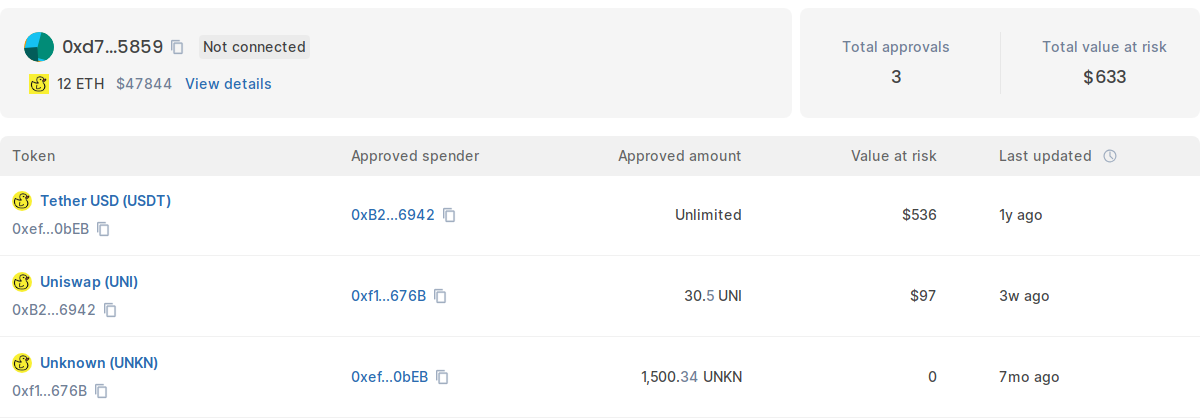 0xd7...5859 Not connected
12 ETH $47844 View details
Total approvals Total value at risk
3 $633
Token Approved spender Approved amount Value at risk Last updated
Tether USD (USDT)
0xef...0bEB
0xB2...6942 Unlimited $536 1y ago
Uniswap (UNI)
0xB2...6942
0xf1...676B 30.5 UNI $97 3w ago
Unknown (UNKN)
0xf1...676B
0xef...0bEB 1,500.34 UNKN 0 7mo ago